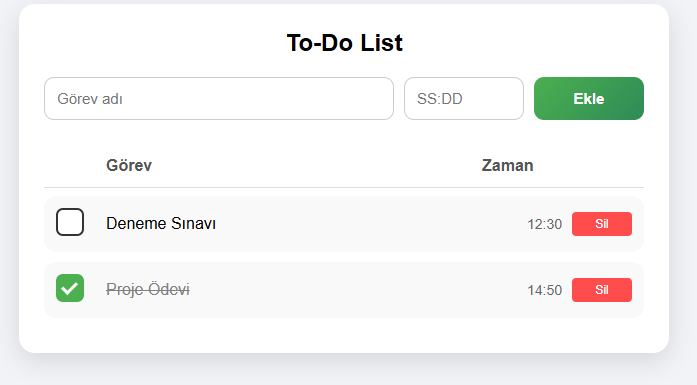 To-Do List
Görev adı SS:DD Ekle
Görev Zaman
Deneme Sınavı 12:30 Sil
Proje Ödevi 14:50 Sil